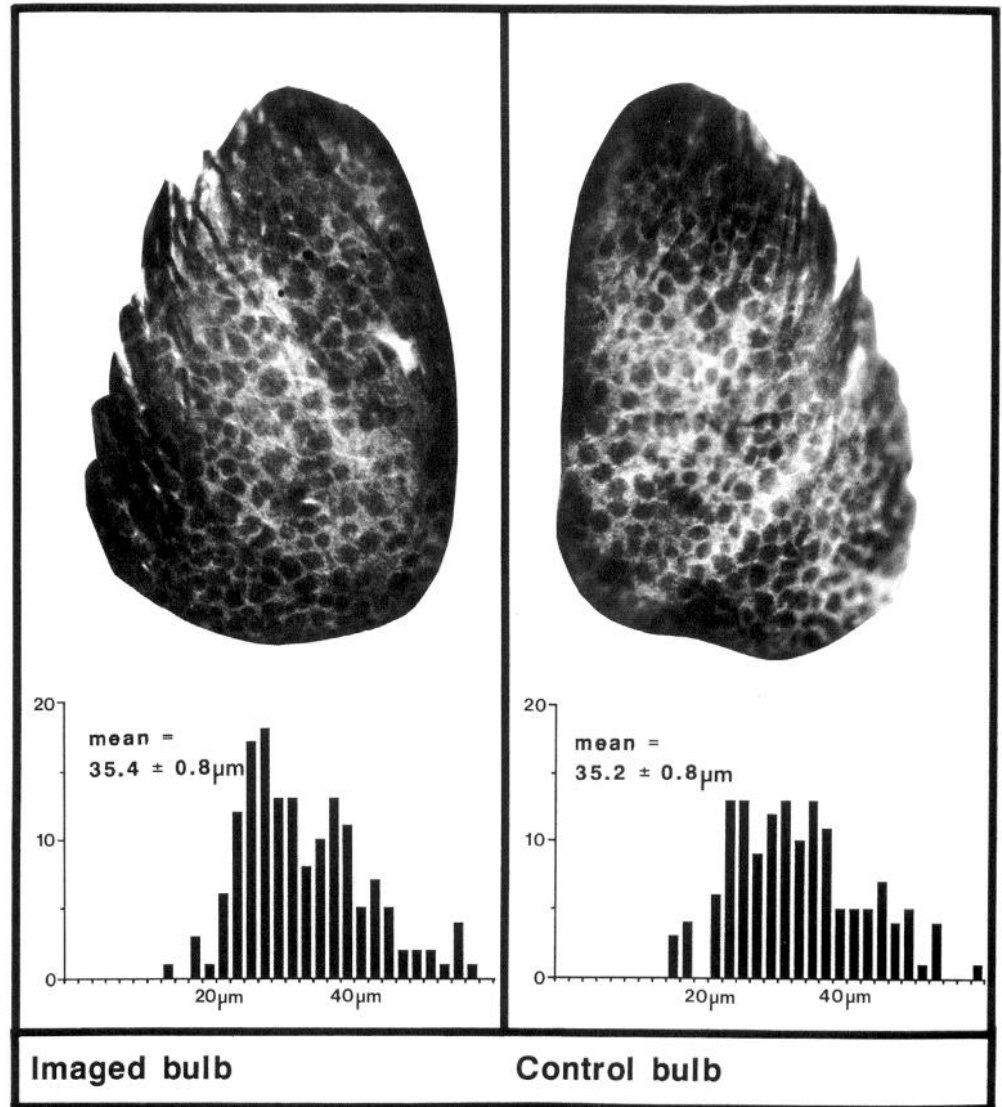 20
mean =
35.4 ± 0.8µm
10
0
20µm
40µm
20
mean =
35.2 ± 0.8µm
10
0
20µm
40µm
Imaged bulb
Control bulb